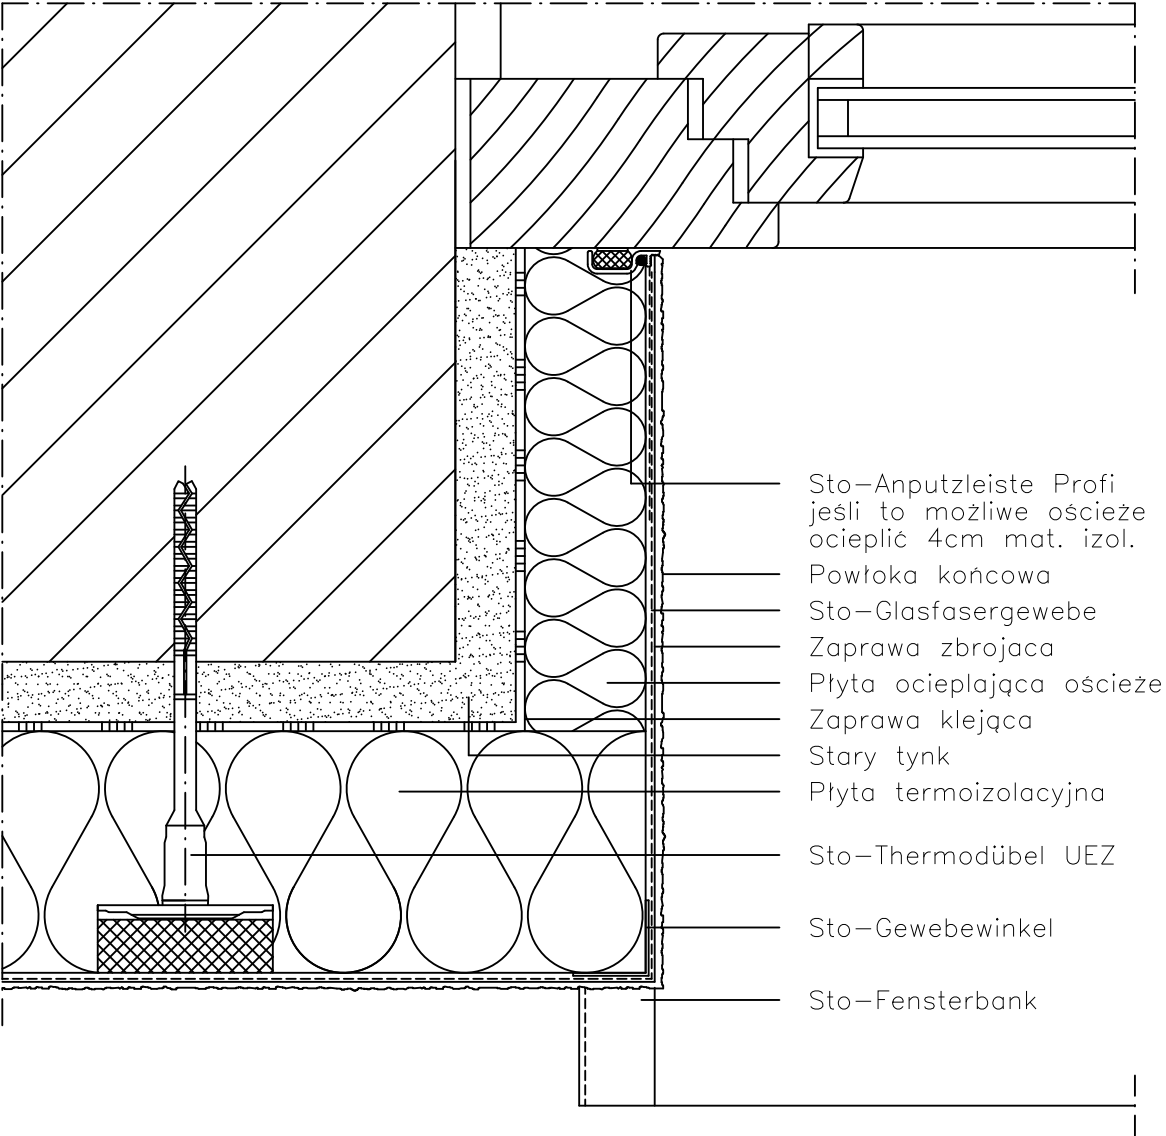 Sto-Anputzleiste Profi
jeśli to możliwe ościeże
ocieplić 4cm mat. izol.
Powłoka końcowa
Sto-Glasfasergewebe
Zaprawa zbrojaca
Płyta ocieplająca ościeże
Zaprawa klejąca
Stary tynk
Płyta termoizolacyjna
Sto-Thermodübel UEZ
Sto-Gewebewinkel
Sto-Fensterbank